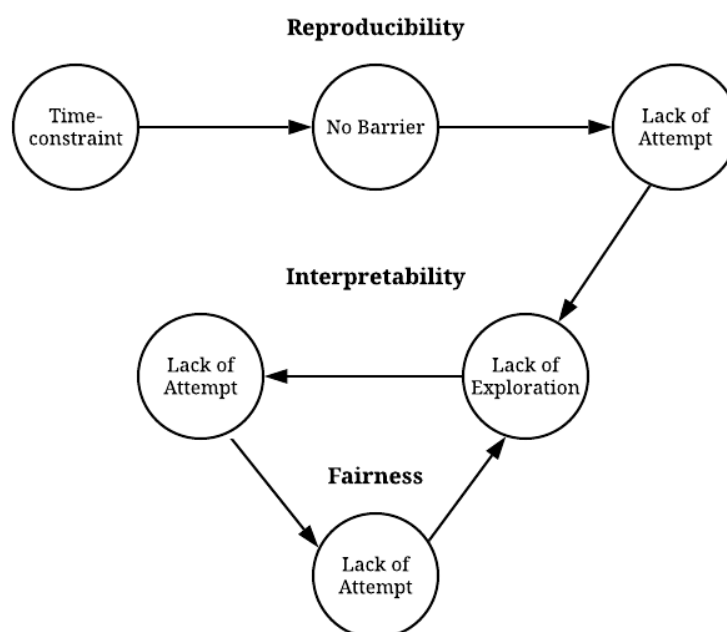 Reproducibility
Time-
constraint
No Barrier
Lack of
Attempt
Interpretability
Lack of
Attempt
Lack of
Exploration
Fairness
Lack of
Attempt